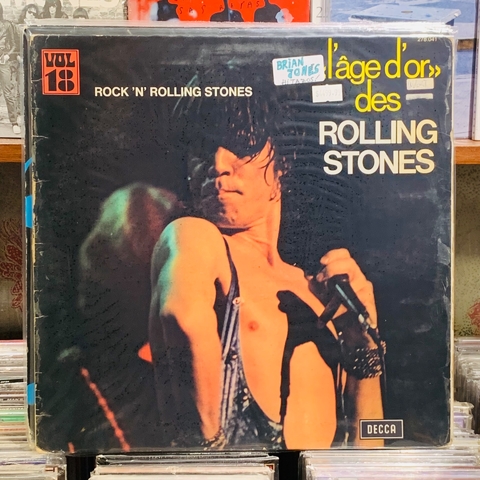 VOL
18
ROCK 'N' ROLLING STONES
BRIAN
JONES
l'âge d'or»
des
ROLLING
STONES
DECCA